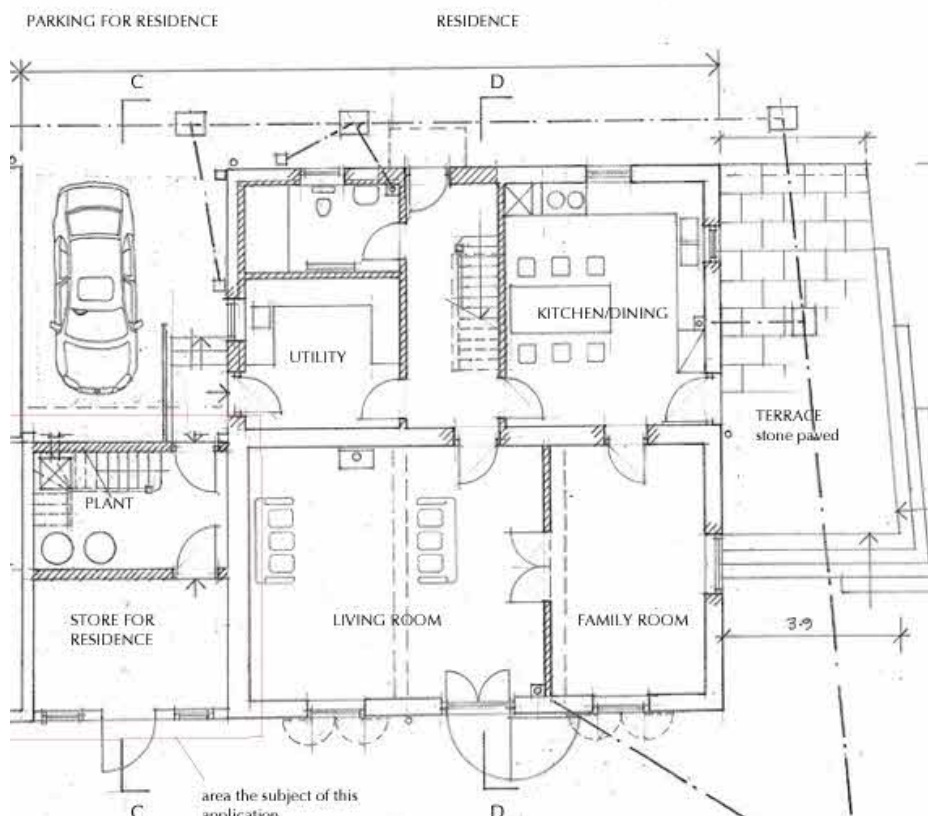 PARKING FOR RESIDENCE
RESIDENCE
C
D
KITCHEN/DINING
UTILITY
TERRACE
stone paved
PLANT
STORE FOR
RESIDENCE
LIVING ROOM
FAMILY ROOM
3.9
area the subject of this
application
C
D